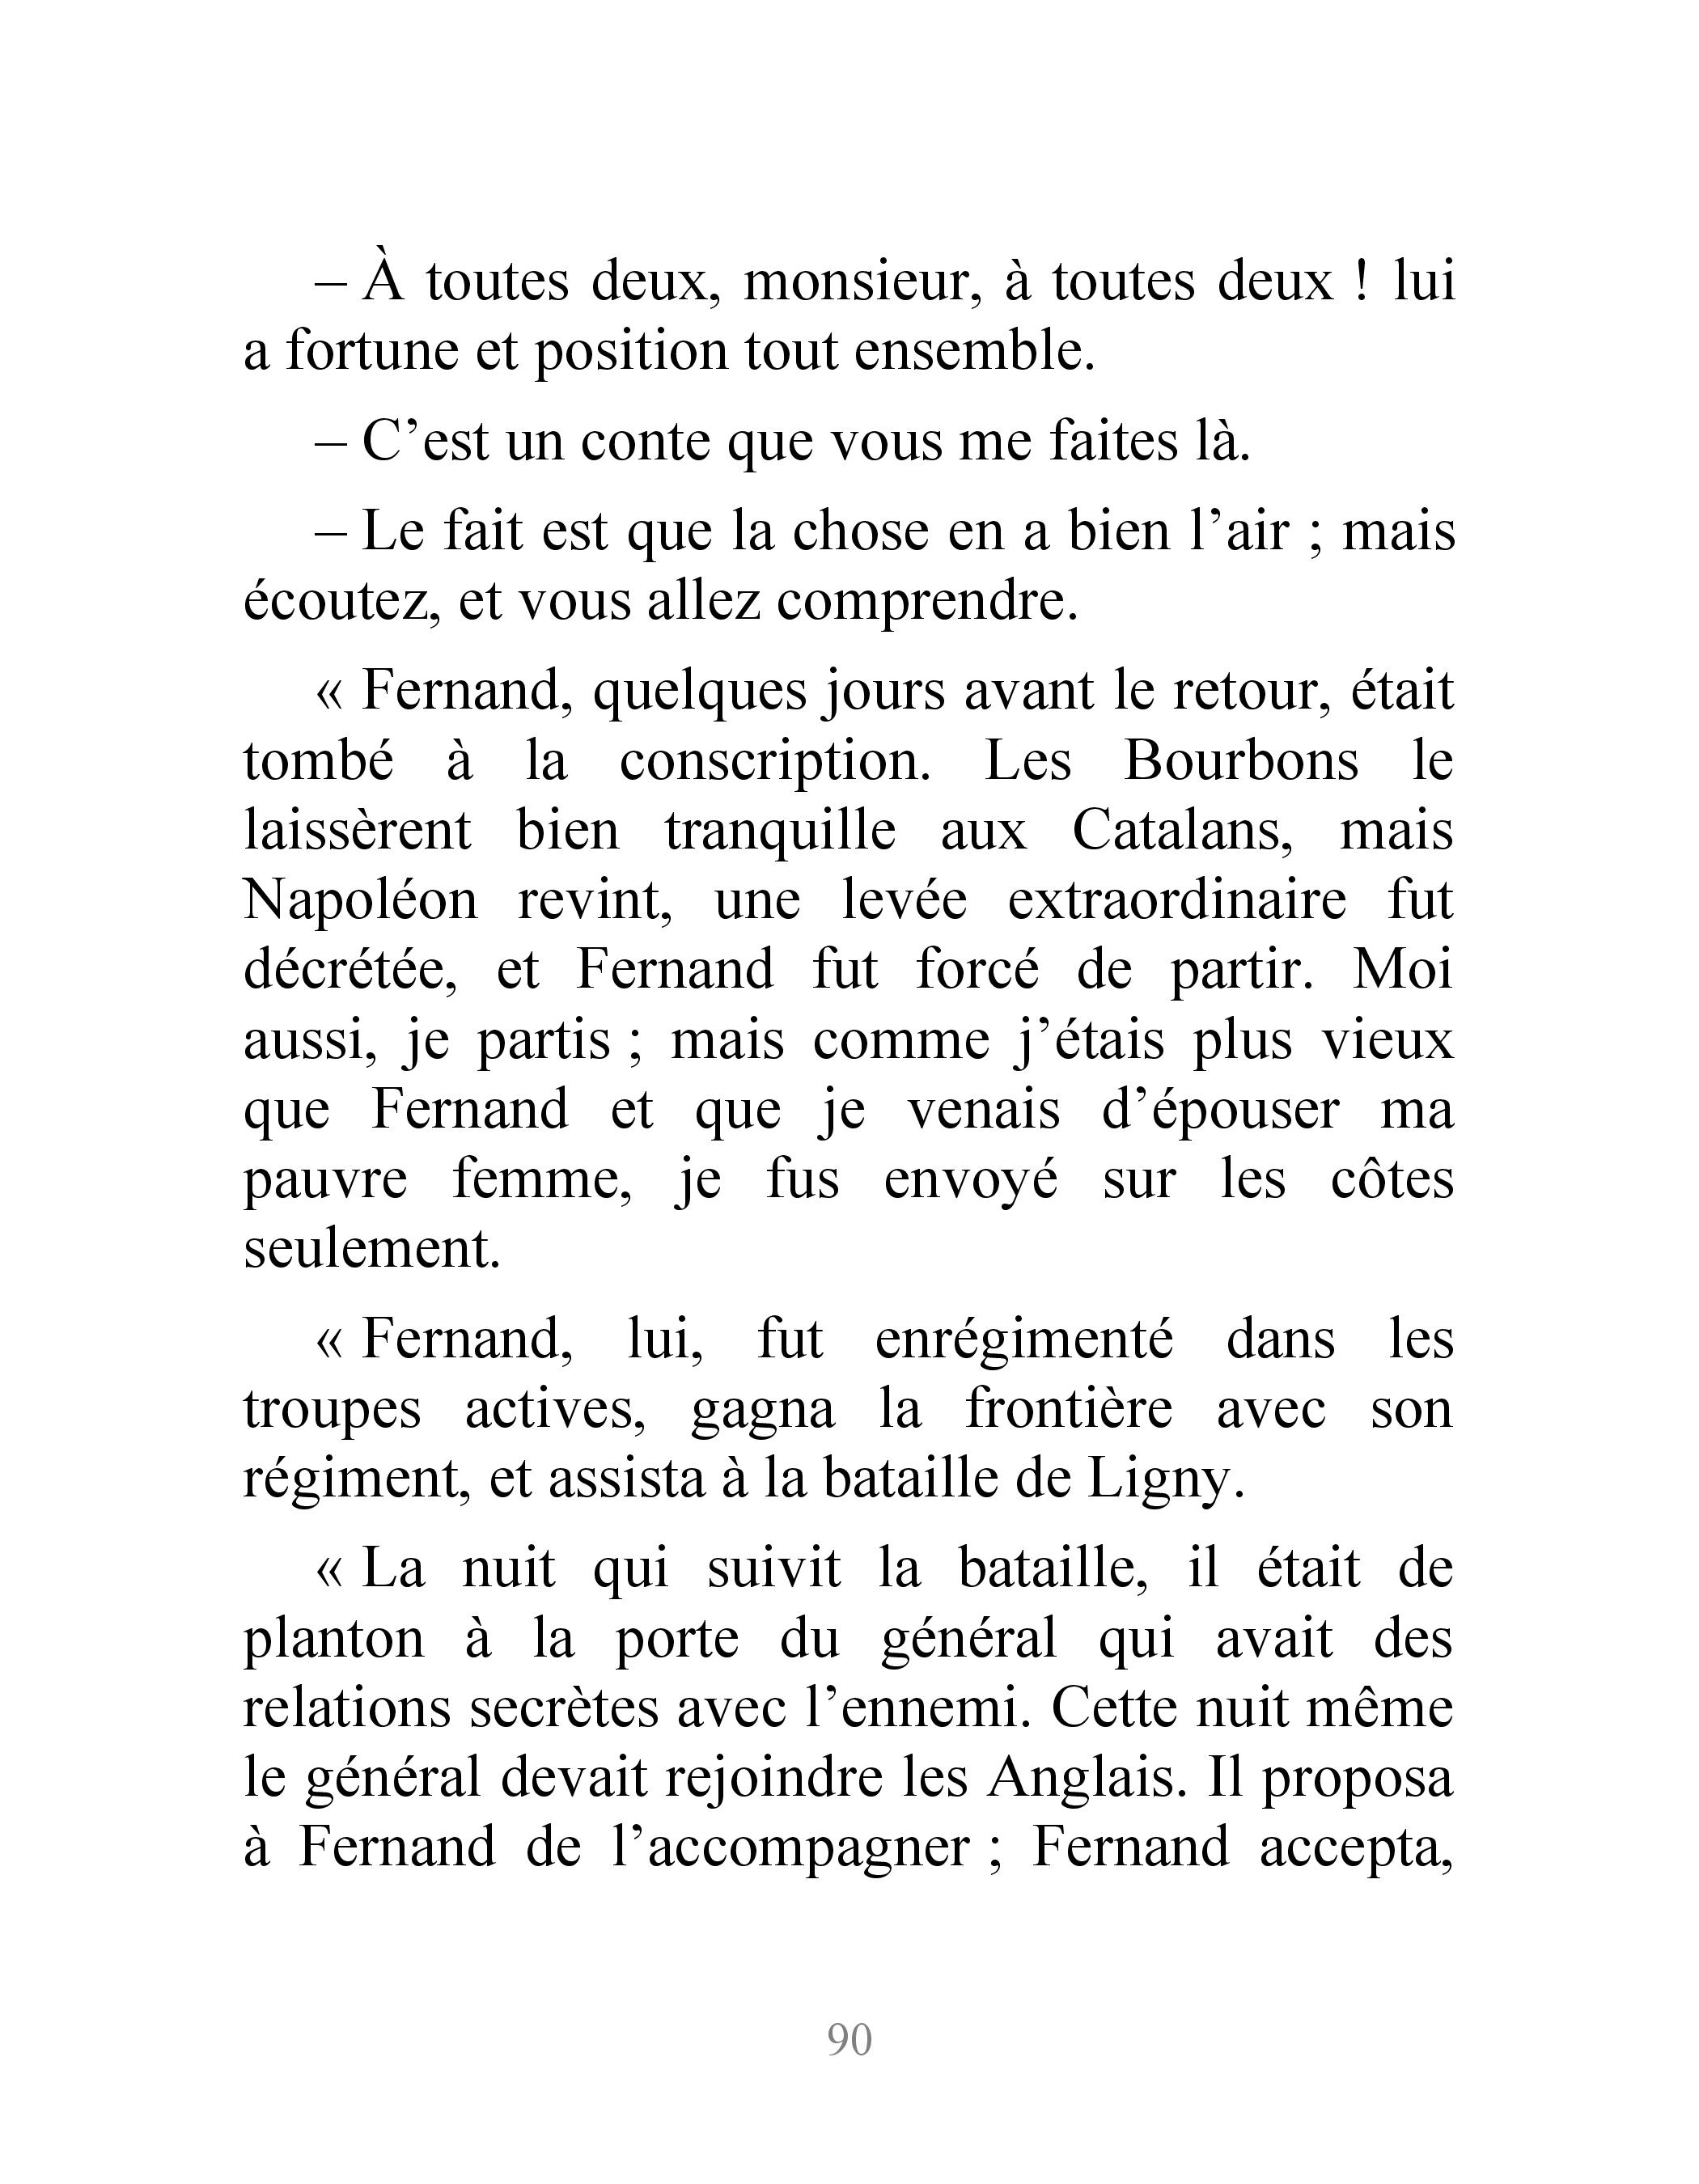 – À toutes deux, monsieur, à toutes deux ! lui
a fortune et position tout ensemble.
– C’est un conte que vous me faites là.
– Le fait est que la chose en a bien l’air ; mais
écoutez, et vous allez comprendre.
« Fernand, quelques jours avant le retour, était
tombé à la conscription. Les Bourbons le
laissèrent bien tranquille aux Catalans, mais
Napoléon revint, une levée extraordinaire fut
décrétée, et Fernand fut forcé de partir. Moi
aussi, je partis ; mais comme j’étais plus vieux
que Fernand et que je venais d’épouser ma
pauvre femme, je fus envoyé sur les côtes
seulement.
« Fernand, lui, fut enrégimenté dans les
troupes actives, gagna la frontière avec son
régiment, et assista à la bataille de Ligny.
« La nuit qui suivit la bataille, il était de
planton à la porte du général qui avait des
relations secrètes avec l’ennemi. Cette nuit même
le général devait rejoindre les Anglais. Il proposa
à Fernand de l’accompagner ; Fernand accepta,
90